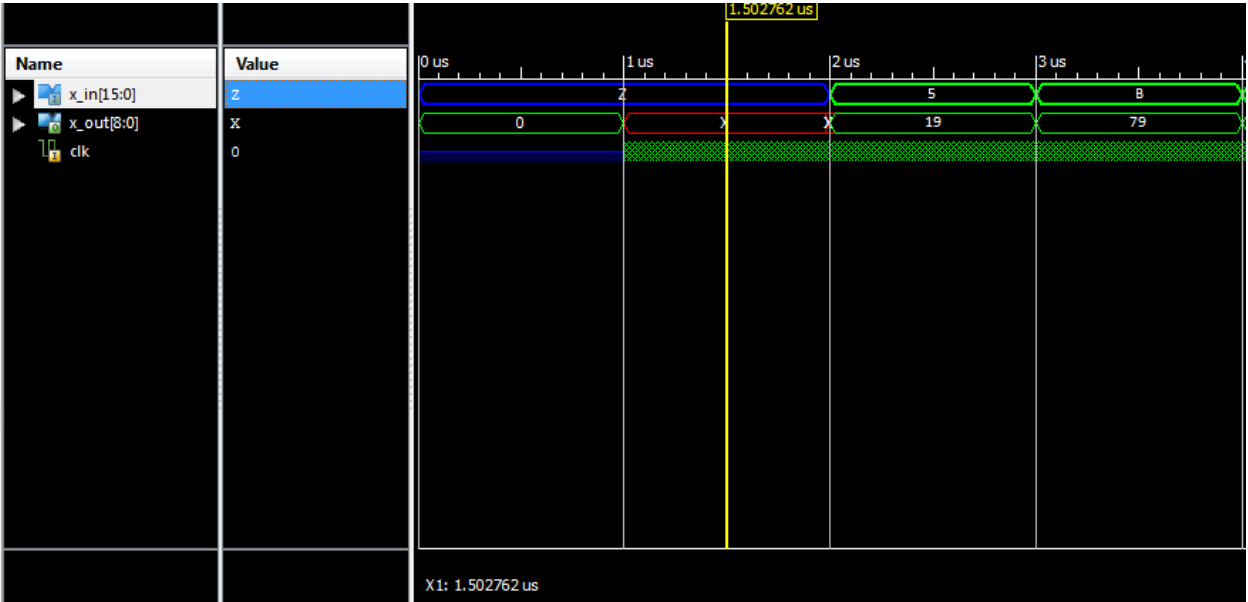 1.502762 us
Name Value
0 us 1 us 2 us 3 us
x_in[15:0] Z Z 5 B
x_out[8:0] X 0 X X 19 79
clk 0
X1: 1.502762 us